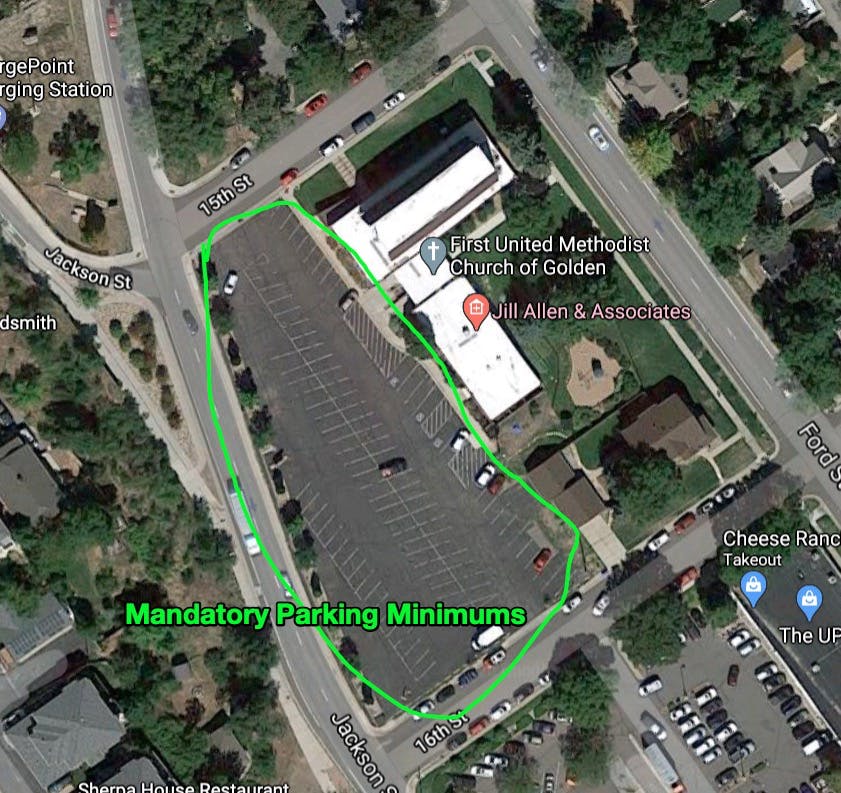 rgePoint
rging Station
15th St
Jackson St
First United Methodist
Church of Golden
Jill Allen & Associates
dsmith
Ford S
Cheese Ranc
Takeout
The UP
Mandatory Parking Minimums
16th St
Jackson S
Sherpa House Restaurant